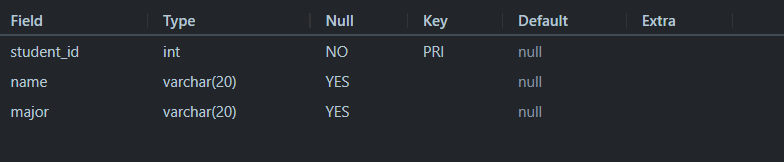 Field Type Null Key Default Extra
student_id int NO PRI null
name varchar(20) YES null
major varchar(20) YES null